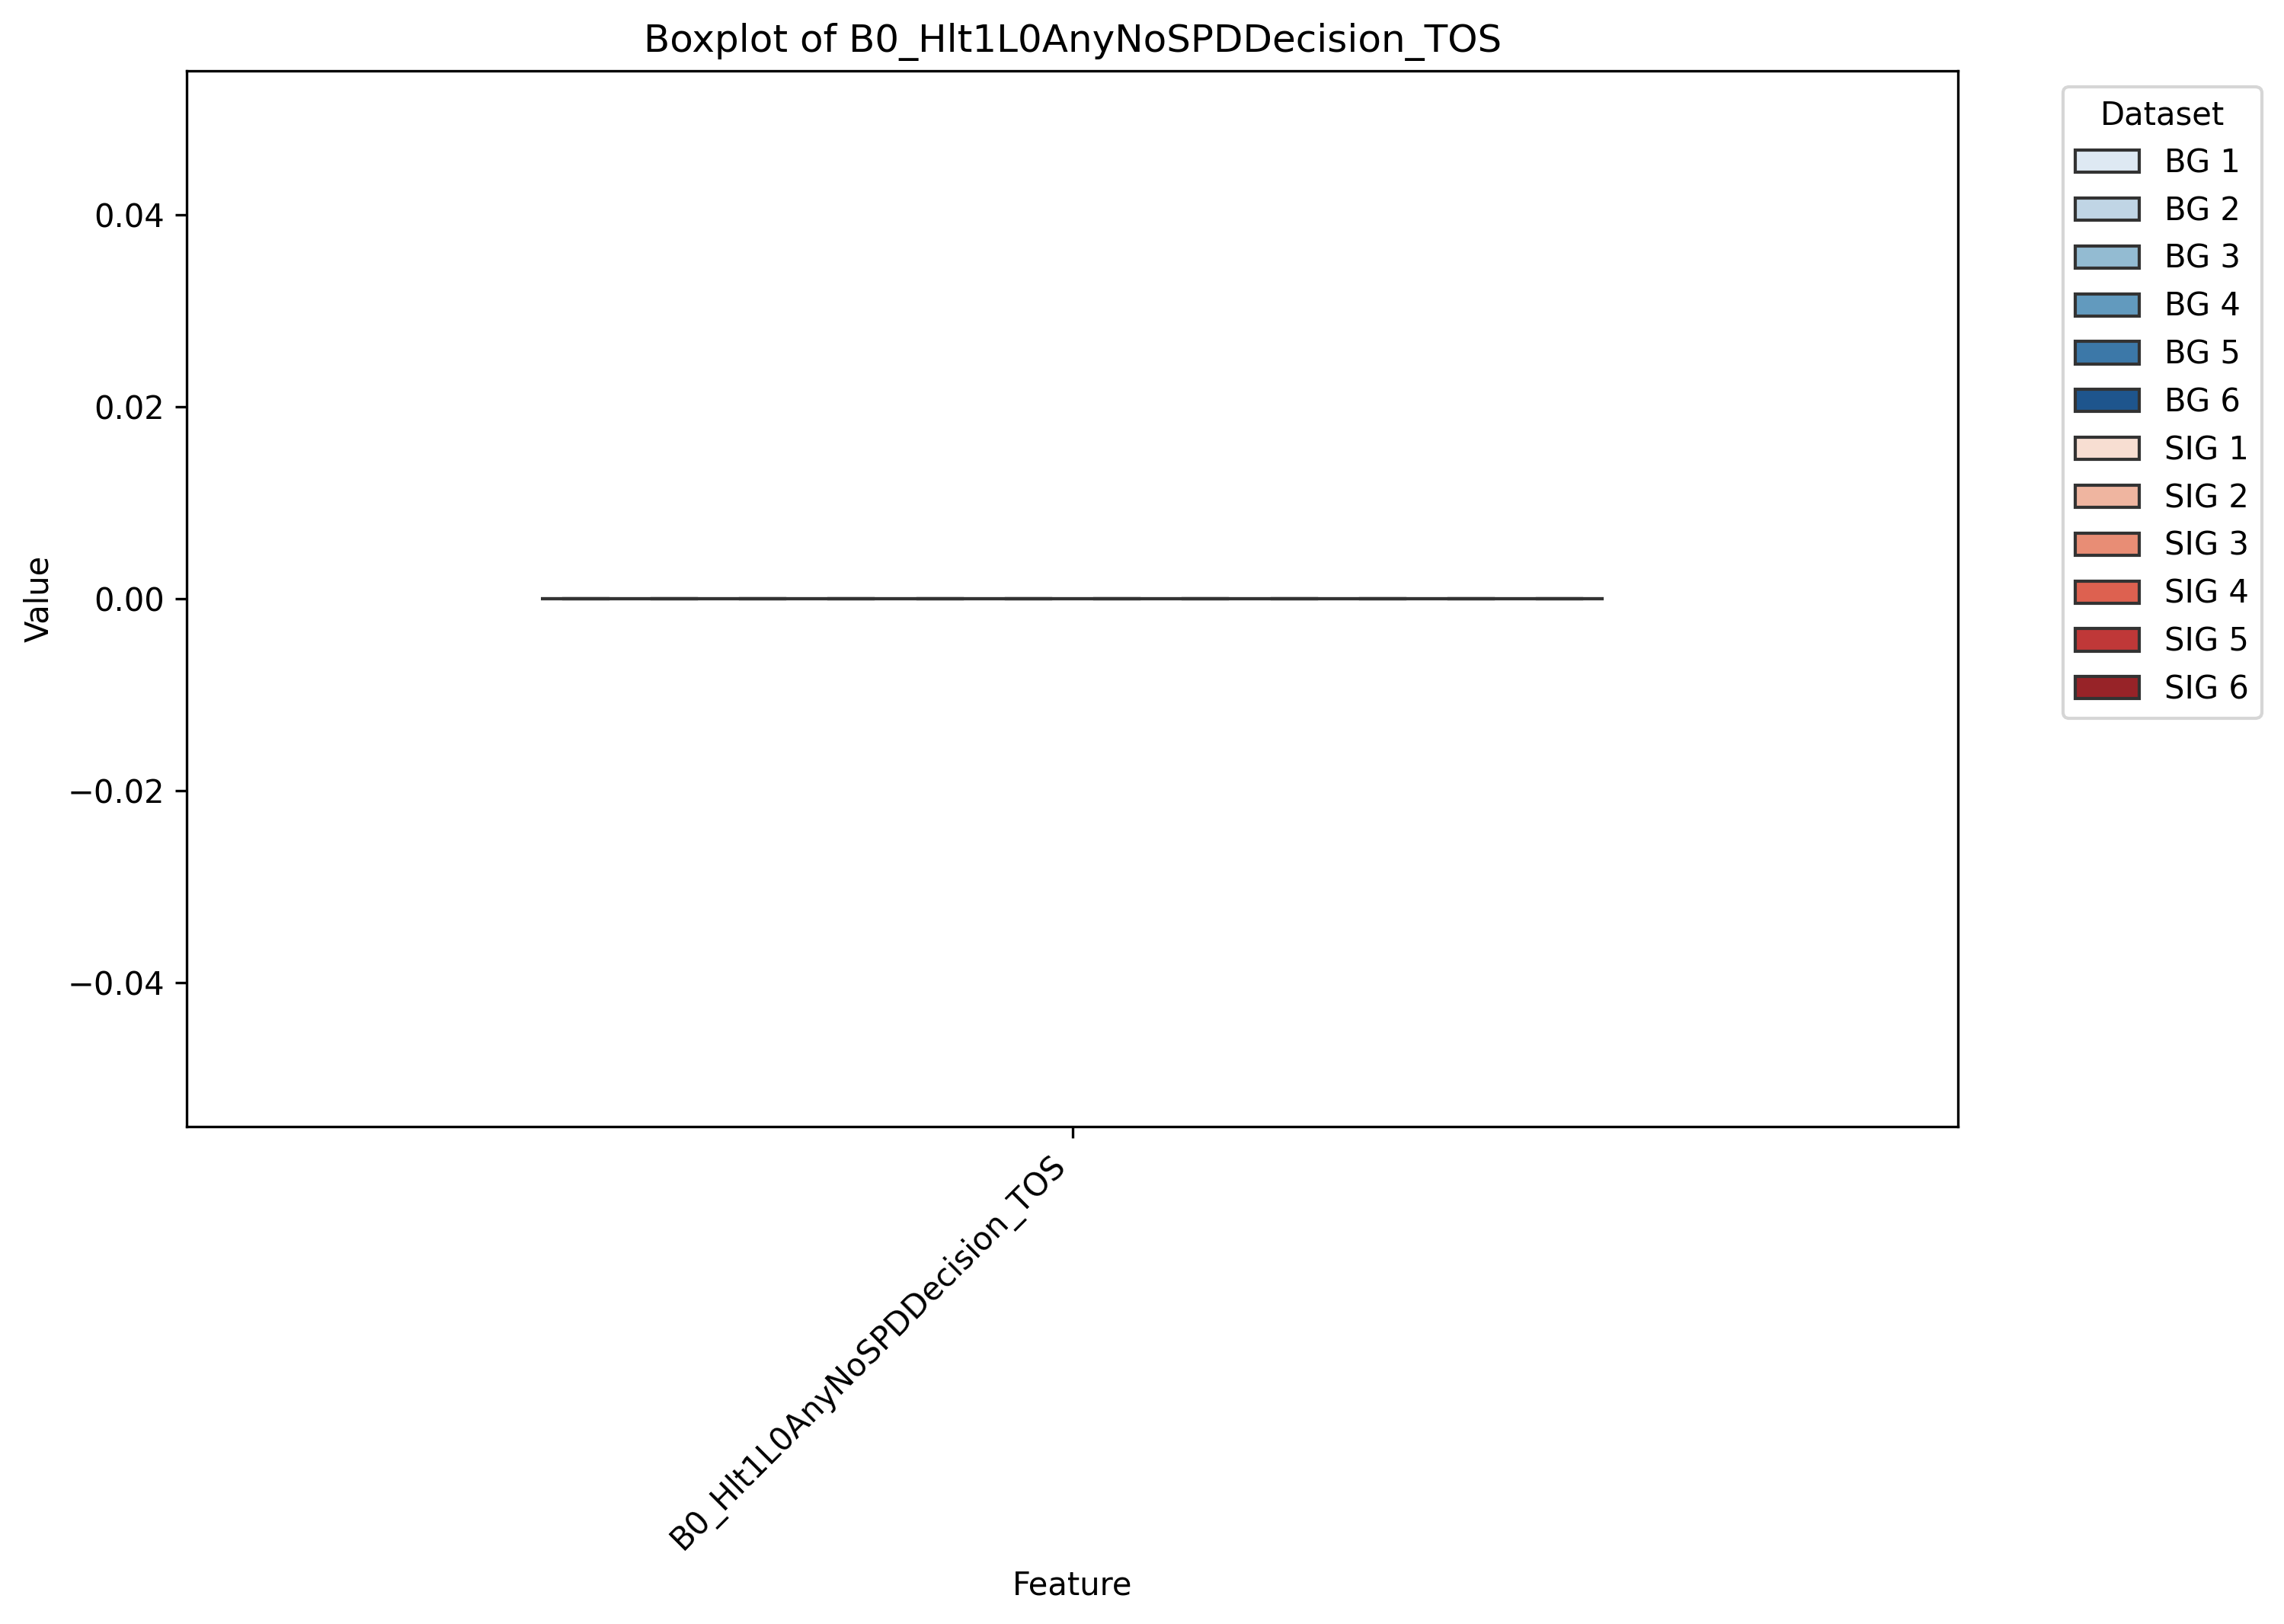 Boxplot of B0_Hlt1L0AnyNoSPDDecision_TOS
Value
0.04
0.02
0.00
−0.02
−0.04
B0_Hlt1L0AnyNoSPDDecision_TOS
Feature
Dataset
BG 1
BG 2
BG 3
BG 4
BG 5
BG 6
SIG 1
SIG 2
SIG 3
SIG 4
SIG 5
SIG 6